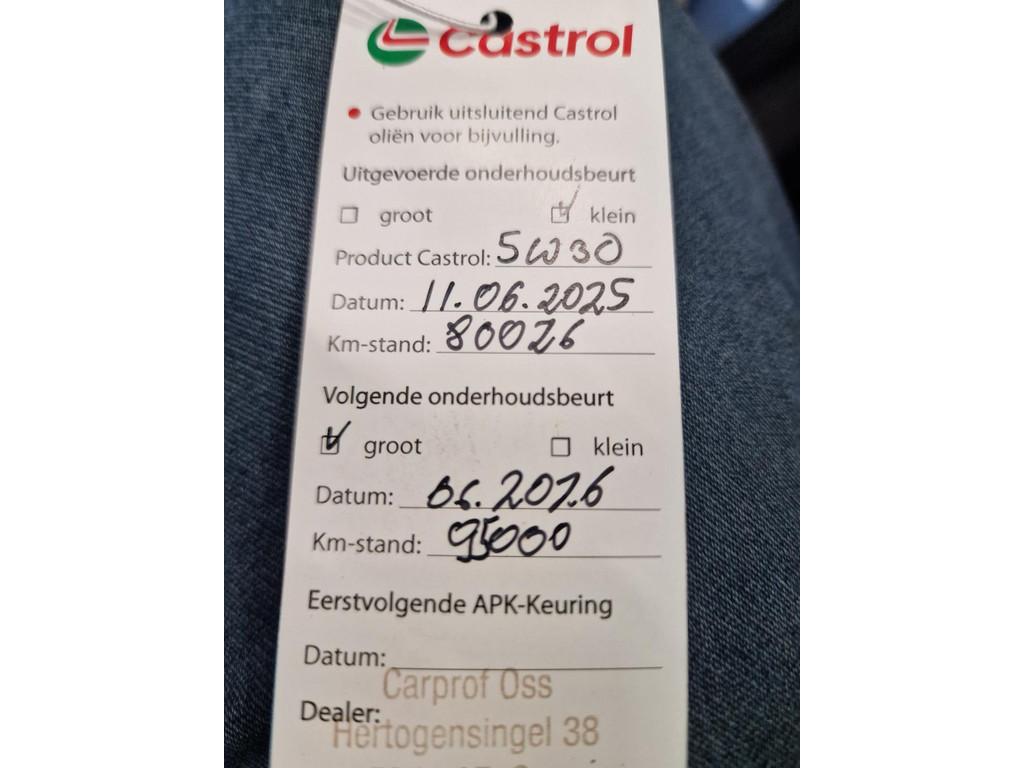 Castrol
Gebruik uitsluitend Castrol
oliën voor bijvulling.
Uitgevoerde onderhoudsbeurt
groot klein
Product Castrol: 5W30
Datum: 11.06.2025
Km-stand: 80026
Volgende onderhoudsbeurt
groot klein
Datum: 06.2026
Km-stand: 95000
Eerstvolgende APK-Keuring
Datum:
Carprof Oss
Dealer:
Hertogensingel 38